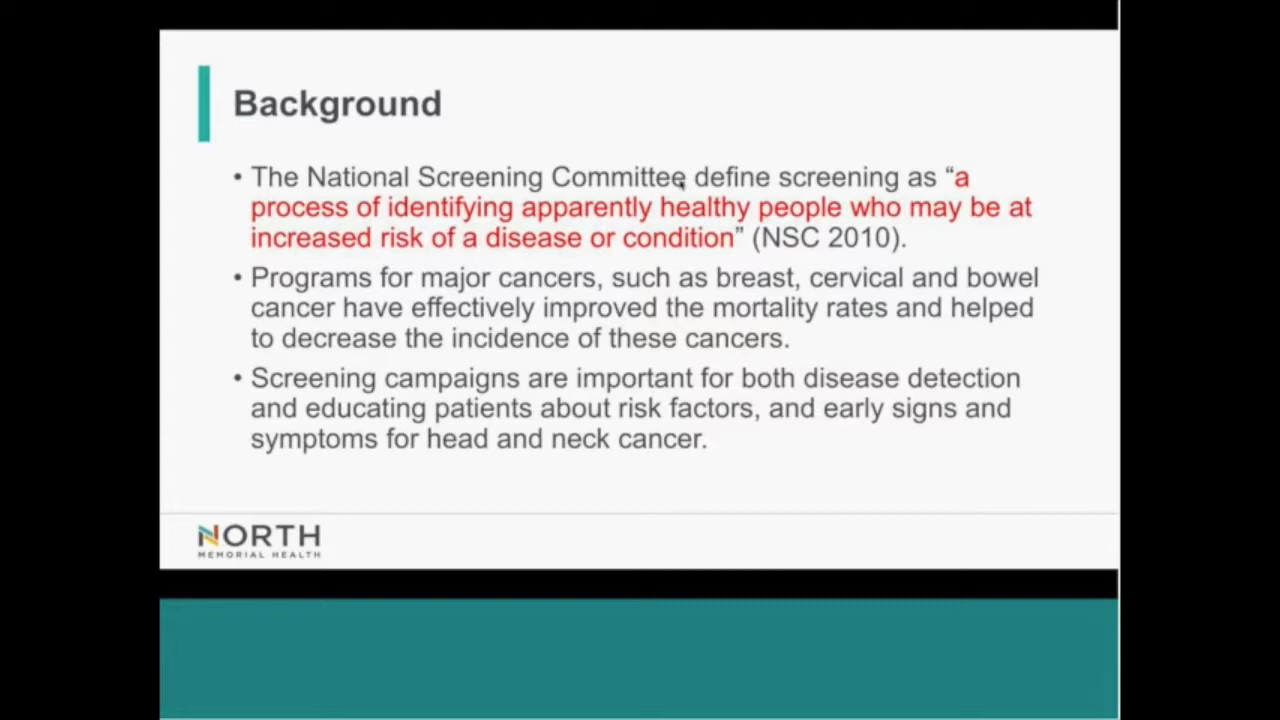 Background
• The National Screening Committee define screening as “a
process of identifying apparently healthy people who may be at
increased risk of a disease or condition” (NSC 2010).
• Programs for major cancers, such as breast, cervical and bowel
cancer have effectively improved the mortality rates and helped
to decrease the incidence of these cancers.
• Screening campaigns are important for both disease detection
and educating patients about risk factors, and early signs and
symptoms for head and neck cancer.
NORTH
MEMORIAL HEALTH